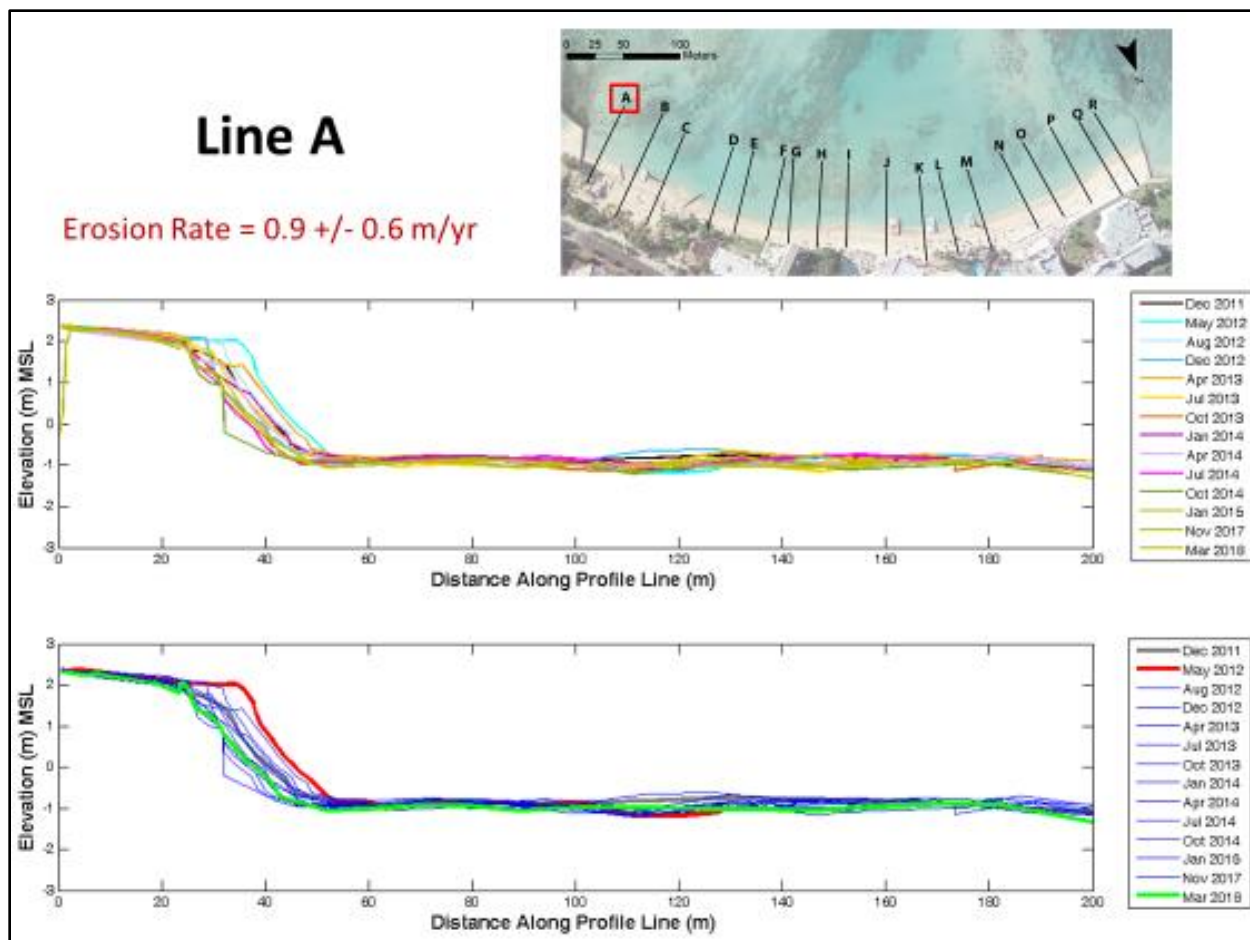 0 25 50 100
Meters
A
B
C
D
E
F
G
H
I
J
K
L
M
N
O
P
Q
R
Line A
Erosion Rate = 0.9 +/- 0.6 m/yr
Elevation (m) MSL
3
2
1
0
-1
-2
-3
0 20 40 60 80 100 120 140 160 180 200
Distance Along Profile Line (m)
Dec 2011
May 2012
Aug 2012
Dec 2012
Apr 2013
Jul 2013
Oct 2013
Jan 2014
Apr 2014
Jul 2014
Oct 2014
Jan 2015
Nov 2017
Mar 2018
Elevation (m) MSL
3
2
1
0
-1
-2
-3
0 20 40 60 80 100 120 140 160 180 200
Distance Along Profile Line (m)
Dec 2011
May 2012
Aug 2012
Dec 2012
Apr 2013
Jul 2013
Oct 2013
Jan 2014
Apr 2014
Jul 2014
Oct 2014
Jan 2015
Nov 2017
Mar 2018